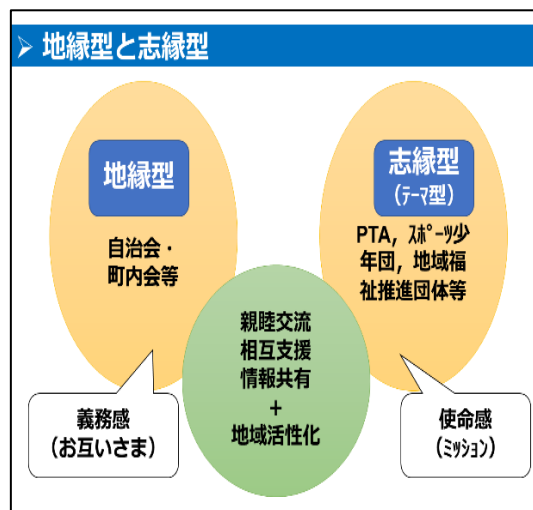 ➢ 地縁型と志縁型
地縁型
自治会・
町内会等
志縁型
(ﾃｰﾏ型)
PTA，ｽﾎﾟｰﾂ少
年団，地域福
祉推進団体等
親睦交流
相互支援
情報共有
+
地域活性化
義務感
(お互いさま)
使命感
(ﾐｯｼｮﾝ)